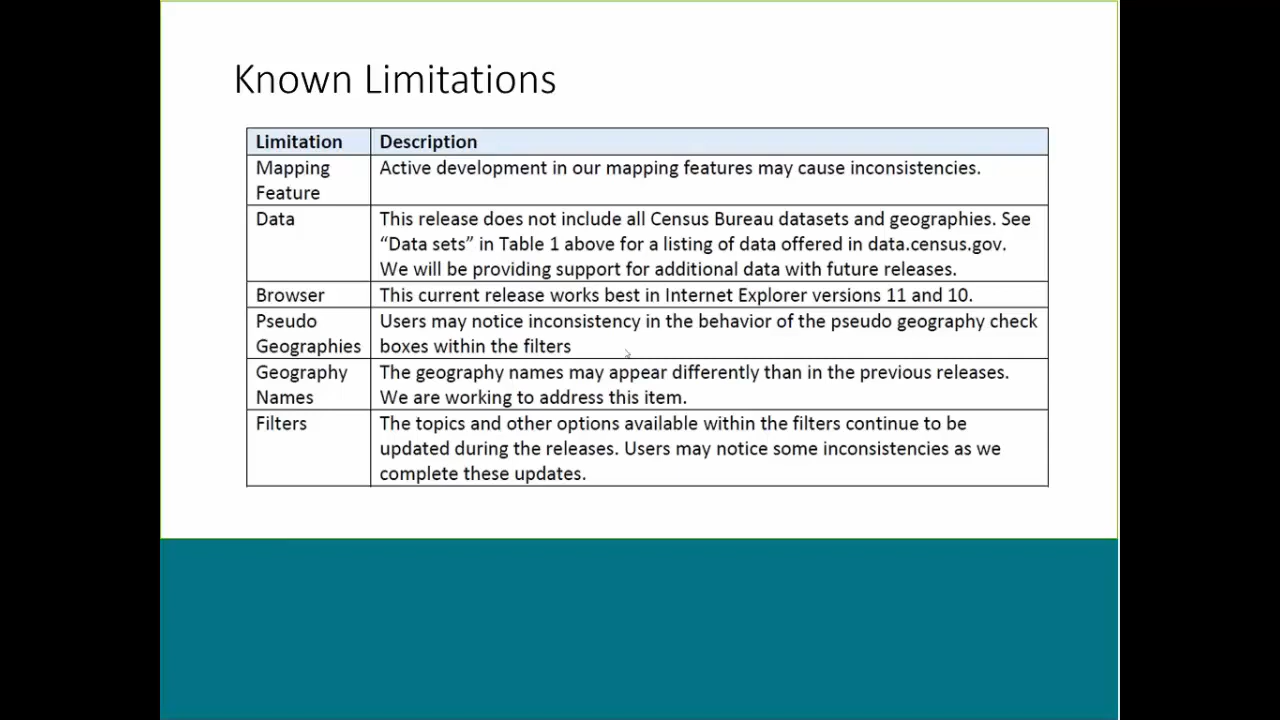 Known Limitations
Limitation Description
Mapping Active development in our mapping features may cause inconsistencies.
Feature
Data This release does not include all Census Bureau datasets and geographies. See
“Data sets” in Table 1 above for a listing of data offered in data.census.gov.
We will be providing support for additional data with future releases.
Browser This current release works best in Internet Explorer versions 11 and 10.
Pseudo Users may notice inconsistency in the behavior of the pseudo geography check
Geographies boxes within the filters
Geography The geography names may appear differently than in the previous releases.
Names We are working to address this item.
Filters The topics and other options available within the filters continue to be
updated during the releases. Users may notice some inconsistencies as we
complete these updates.